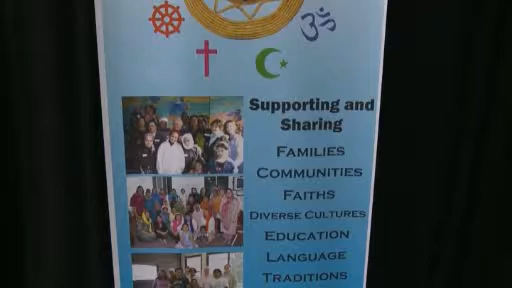 ॐ
Supporting and
Sharing
FAMILIES
COMMUNITIES
FAITHS
DIVERSE CULTURES
EDUCATION
LANGUAGE
TRADITIONS